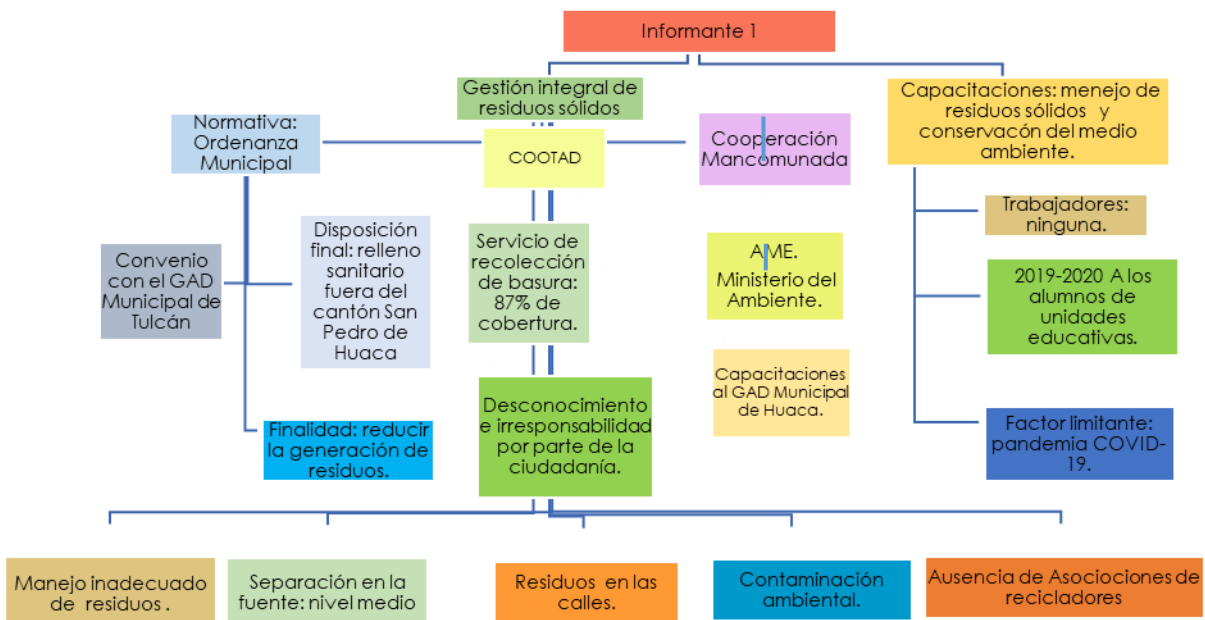 Informante 1
Gestión integral de
residuos sólidos
Capacitaciones: menejo de
residuos sólidos y
conservacón del medio
ambiente.
Normativa:
Ordenanza
Municipal
COOTAD
Cooperación
Mancomunada
Trabajadores:
ninguna.
Convenio
con el GAD
Municipal de
Tulcán
Disposición
final: relleno
sanitario
fuera del
cantón San
Pedro de
Huaca
Servicio de
recolección
de basura:
87% de
cobertura.
AME.
Ministerio del
Ambiente.
2019-2020 A los
alumnos de
unidades
educativas.
Capacitaciones
al GAD Municipal
de Huaca.
Finalidad: reducir
la generación de
residuos.
Desconocimiento
e irresponsabilidad
por parte de la
ciudadanía.
Factor limitante:
pandemia COVID-
19.
Manejo inadecuado
de residuos .
Separación en la
fuente: nivel medio
Residuos en las
calles.
Contaminación
ambiental.
Ausencia de Asociociones de
recicladores